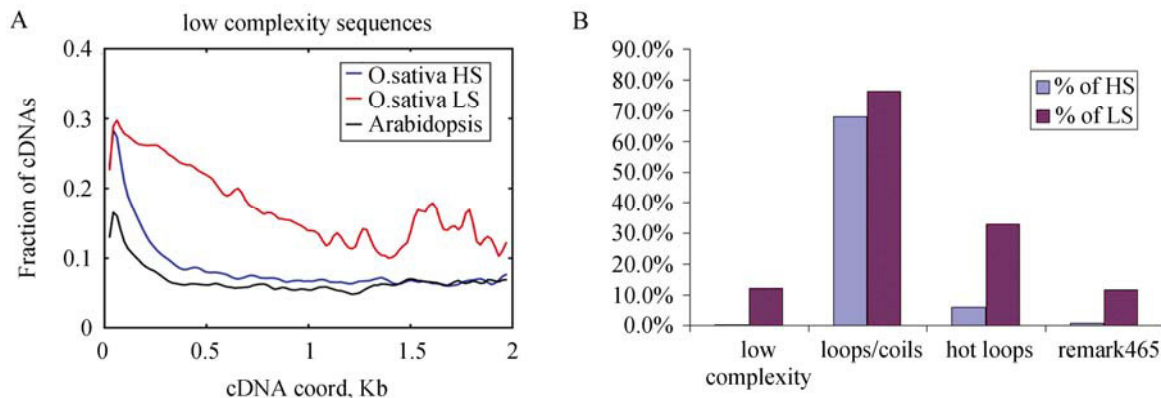 A
low complexity sequences
0.4
0.3
0.2
0.1
0
Fraction of cDNAs
O.sativa HS
O.sativa LS
Arabidopsis
0
0.5
1
1.5
2
cDNA coord, Kb
B
90.0%
80.0%
70.0%
60.0%
50.0%
40.0%
30.0%
20.0%
10.0%
0.0%
% of HS
% of LS
low
complexity
loops/coils
hot loops
remark465